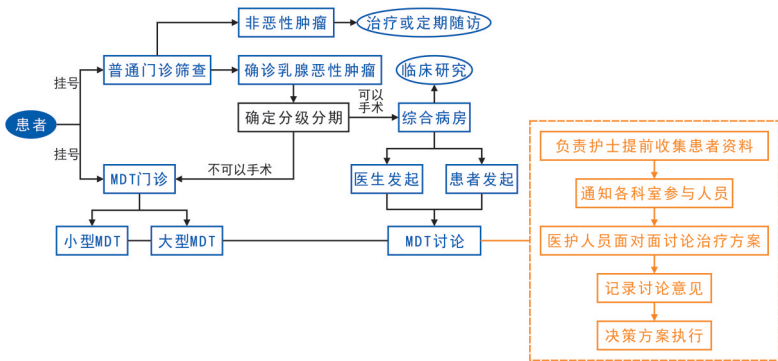 非恶性肿瘤
治疗或定期随访
挂号
普通门诊筛查
确诊乳腺恶性肿瘤
临床研究
患者
确定分级分期
可以
手术
综合病房
挂号
MDT门诊
不可以手术
医生发起
患者发起
小型MDT
大型MDT
MDT讨论
负责护士提前收集患者资料
通知各科室参与人员
医护人员面对面讨论治疗方案
记录讨论意见
决策方案执行